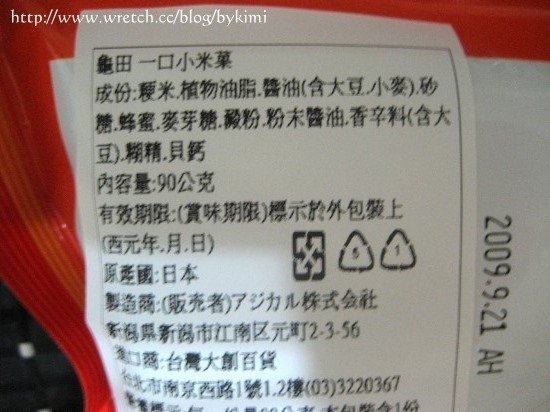 http://www.wretch.cc/blog/bykimi
龜田 一口小米菓
成份:粳米.植物油脂.醬油(含大豆.小麥).砂
糖.蜂蜜.麥芽糖.澱粉.粉末醬油.香辛料(含大
豆).糊精.貝鈣
內容量:90公克
有效期限:(賞味期限)標示於外包裝上
(西元年.月.日)
原產國:日本
製造商:(販売者)アジカル株式会社
新潟県新潟市江南区元町2-3-56
進口商:台灣大創百貨
台北市南京西路1號1.2樓(03)3220367
2009.9.21 AH